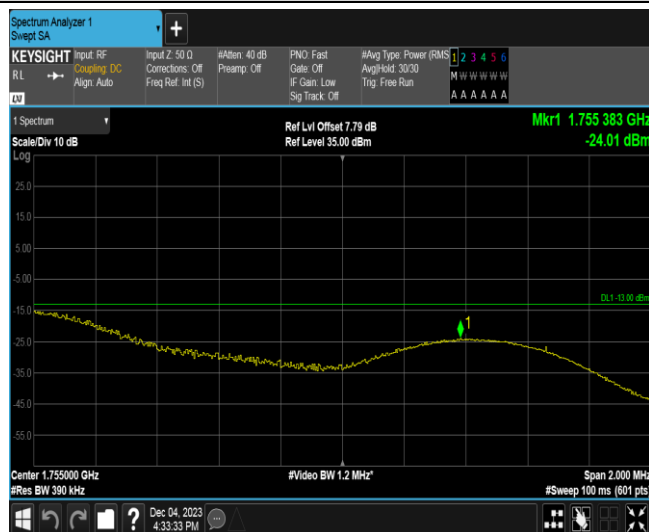 Spectrum Analyzer 1
Swept SA
+
KEYSIGHT
RL
LXI
Input: RF
Coupling: DC
Align: Auto
Input Z: 50 Ω
Corrections: Off
Freq Ref: Int (S)
#Atten: 40 dB
Preamp: Off
PNO: Fast
Gate: Off
IF Gain: Low
Sig Track: Off
#Avg Type: Power (RMS
Avg|Hold: 30/30
Trig: Free Run
1 2 3 4 5 6
M W W W W W
A A A A A A
1 Spectrum
Scale/Div 10 dB
Log
Ref Lvl Offset 7.79 dB
Ref Level 35.00 dBm
Mkr1 1.755 383 GHz
-24.01 dBm
25.0
15.0
5.00
-5.00
-15.0
-25.0
-35.0
-45.0
-55.0
DL1 -13.00 dBm
1
Center 1.755000 GHz
#Res BW 390 kHz
#Video BW 1.2 MHz*
Span 2.000 MHz
#Sweep 100 ms (601 pts)
?
Dec 04, 2023
4:33:33 PM